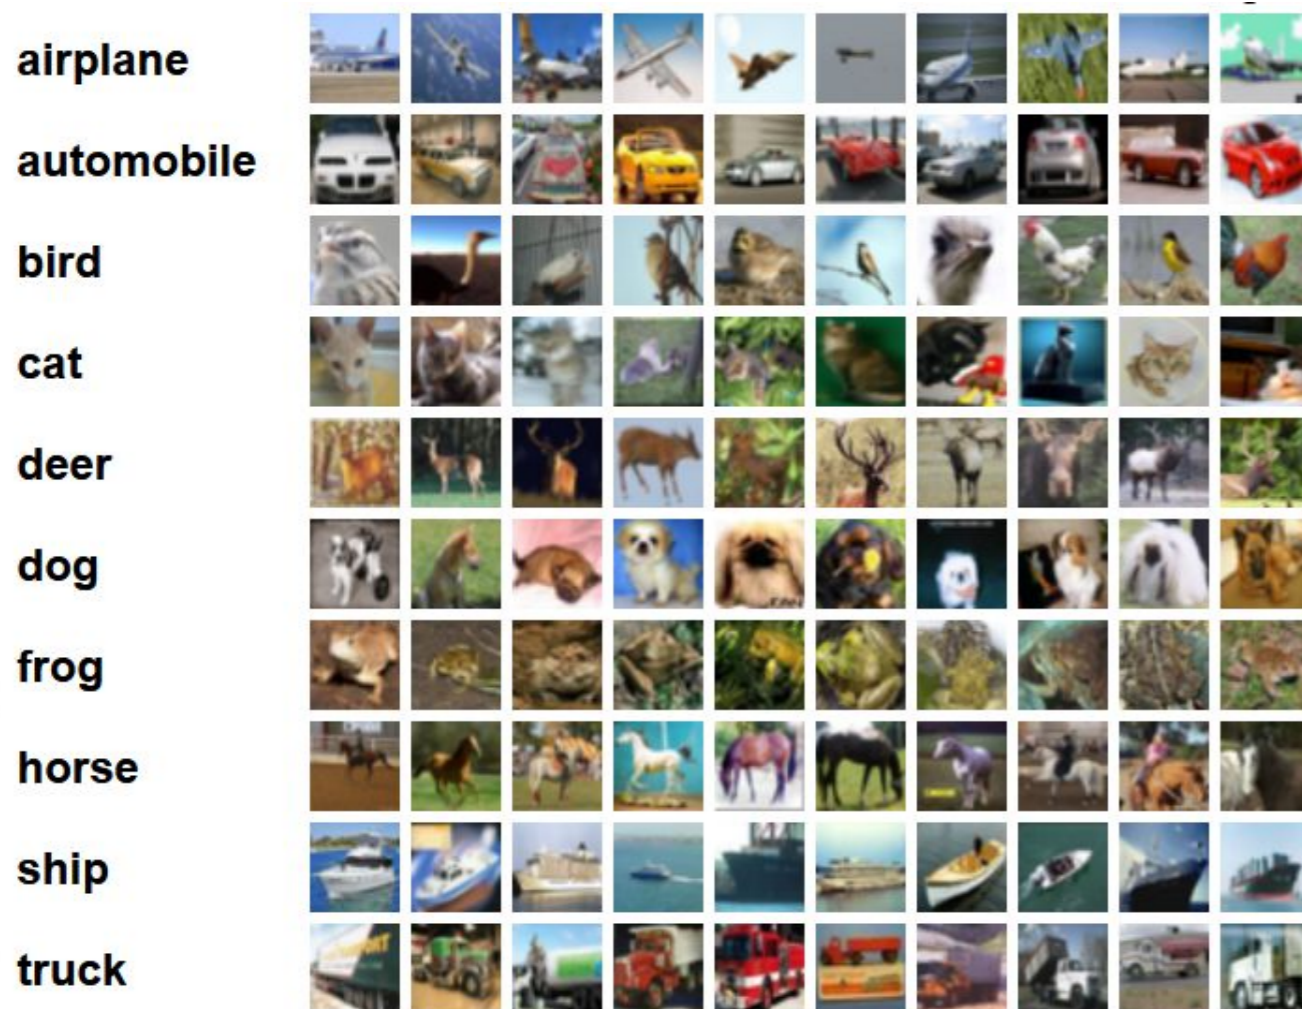 airplane
automobile
bird
cat
deer
dog
frog
horse
ship
truck